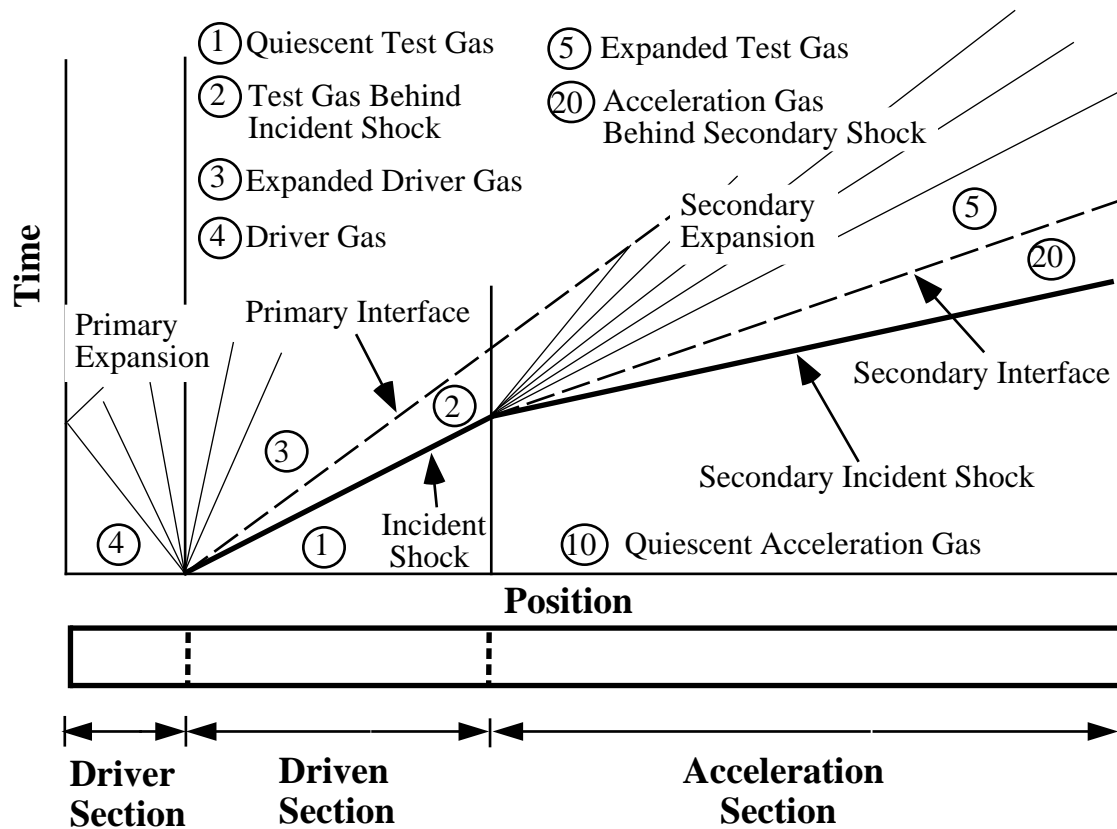 1 Quiescent Test Gas
2 Test Gas Behind
Incident Shock
3 Expanded Driver Gas
4 Driver Gas
5 Expanded Test Gas
20 Acceleration Gas
Behind Secondary Shock
Time
Primary
Expansion
Primary Interface
Secondary
Expansion
5
20
2
3
Secondary Interface
Secondary Incident Shock
Incident
Shock
4
1
10 Quiescent Acceleration Gas
Position
Driver
Section
Driven
Section
Acceleration
Section